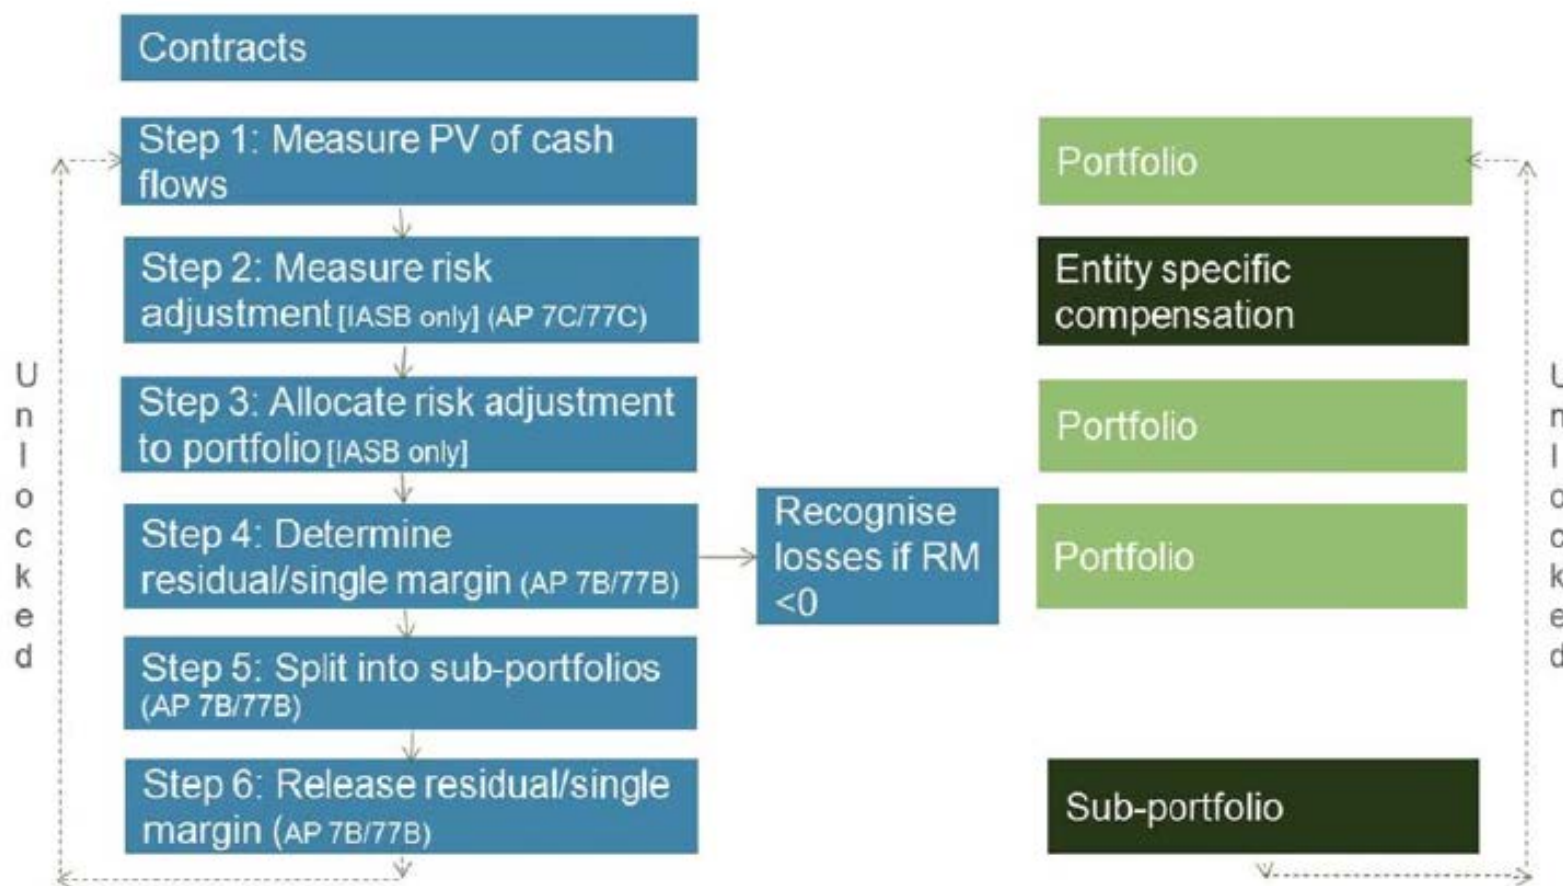 Contracts
Step 1: Measure PV of cash
flows
Portfolio
Step 2: Measure risk
adjustment [IASB only] (AP 7C/77C)
Entity specific
compensation
Step 3: Allocate risk adjustment
to portfolio [IASB only]
Portfolio
Step 4: Determine
residual/single margin (AP 7B/77B)
Recognise
losses if RM
<0
Portfolio
Step 5: Split into sub-portfolios
(AP 7B/77B)
Step 6: Release residual/single
margin (AP 7B/77B)
Sub-portfolio
U
n
l
o
c
k
e
d
U
n
l
o
c
k
e
d